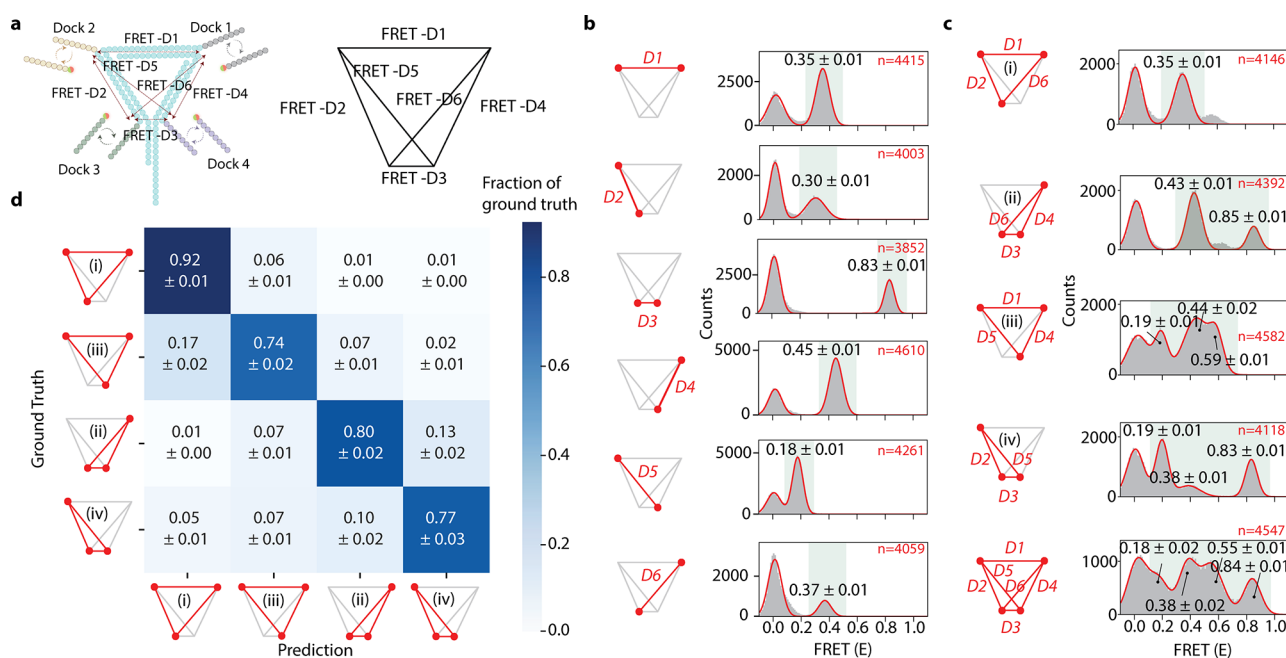 a
Dock 2
FRET -D1
Dock 1
FRET -D5
FRET -D6
FRET -D2
FRET -D4
FRET -D3
Dock 3
Dock 4
FRET -D1
FRET -D5
FRET -D6
FRET -D2
FRET -D4
FRET -D3
b
D1
0.35 ± 0.01
n=4415
2500
0
D2
n=4003
0.30 ± 0.01
2000
0
D3
n=3852
0.83 ± 0.01
2500
0
Counts
D4
0.45 ± 0.01
n=4610
5000
0
D5
0.18 ± 0.01
n=4261
5000
0
D6
n=4059
0.37 ± 0.01
2000
0
0.0 0.2 0.4 0.6 0.8 1.0
FRET (E)
c
D1
(i)
D2
D6
0.35 ± 0.01
n=4146
2000
0
(ii)
D6
D4
D3
0.43 ± 0.01
n=4392
0.85 ± 0.01
2000
0
Counts
D1
(iii)
D5
D4
0.44 ± 0.02
0.19 ± 0.01
n=4582
0.59 ± 0.01
2000
0
(iv)
D2
D5
D3
0.19 ± 0.01
n=4118
0.83 ± 0.01
0.38 ± 0.01
2000
0
D1
D5
D2
D6
D4
D3
n=4547
0.18 ± 0.02
0.55 ± 0.01
0.84 ± 0.01
0.38 ± 0.02
1000
0
0.0 0.2 0.4 0.6 0.8 1.0
FRET (E)
d
Fraction of
ground truth
0.8
0.6
0.4
0.2
0.0
Ground Truth
(i)
0.92
± 0.01
0.06
± 0.01
0.01
± 0.00
0.01
± 0.00
(iii)
0.17
± 0.02
0.74
± 0.02
0.07
± 0.01
0.02
± 0.01
(ii)
0.01
± 0.00
0.07
± 0.01
0.80
± 0.02
0.13
± 0.02
(iv)
0.05
± 0.01
0.07
± 0.01
0.10
± 0.02
0.77
± 0.03
(i)
(iii)
(ii)
(iv)
Prediction